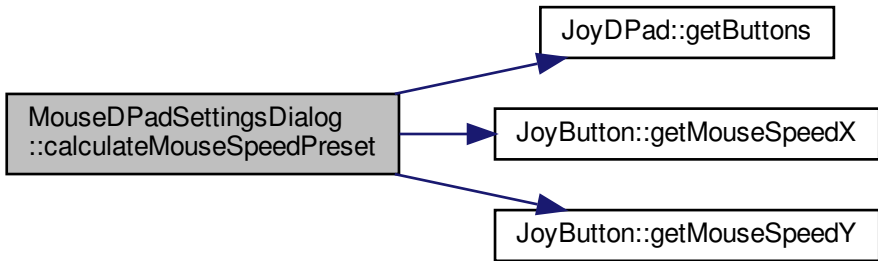 JoyDPad::getButtons
MouseDPadSettingsDialog
::calculateMouseSpeedPreset
JoyButton::getMouseSpeedX
JoyButton::getMouseSpeedY